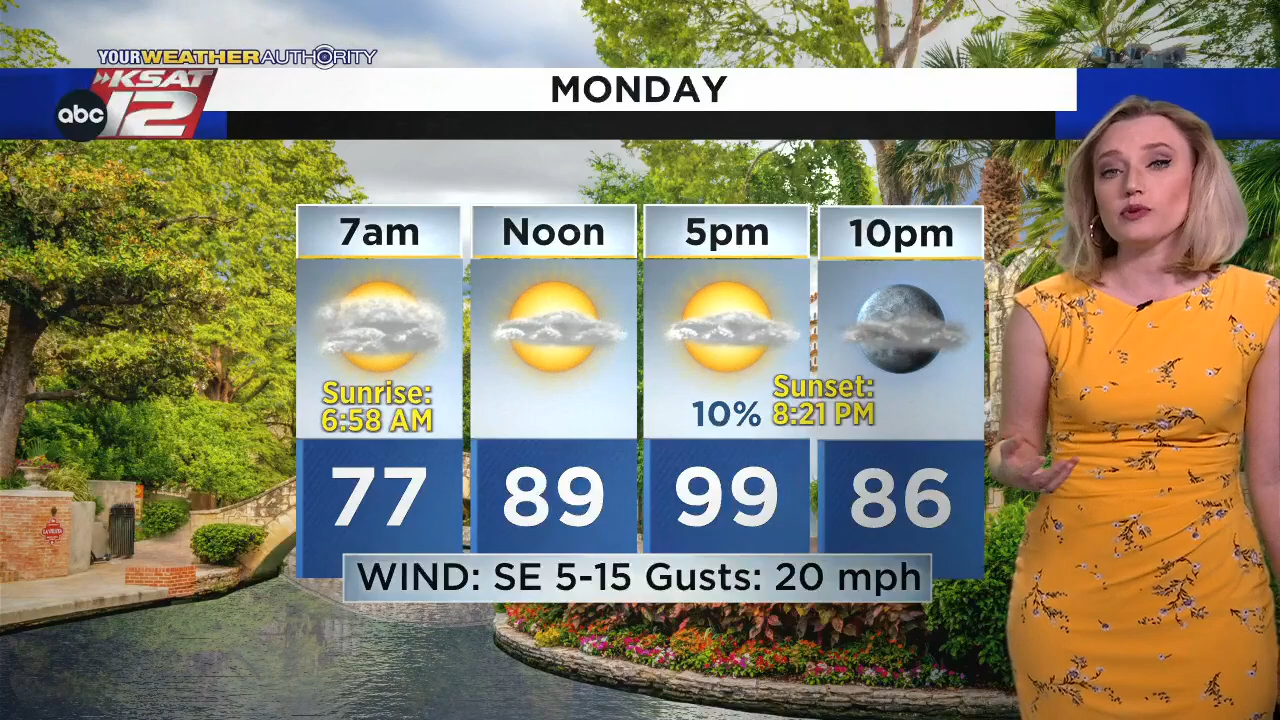 YOURWEATHERAUTHORITY
abc KSAT 12
MONDAY
7am
Noon
5pm
10pm
Sunrise:
6:58 AM
10%
Sunset:
8:21 PM
77
89
99
86
WIND: SE 5-15 Gusts: 20 mph